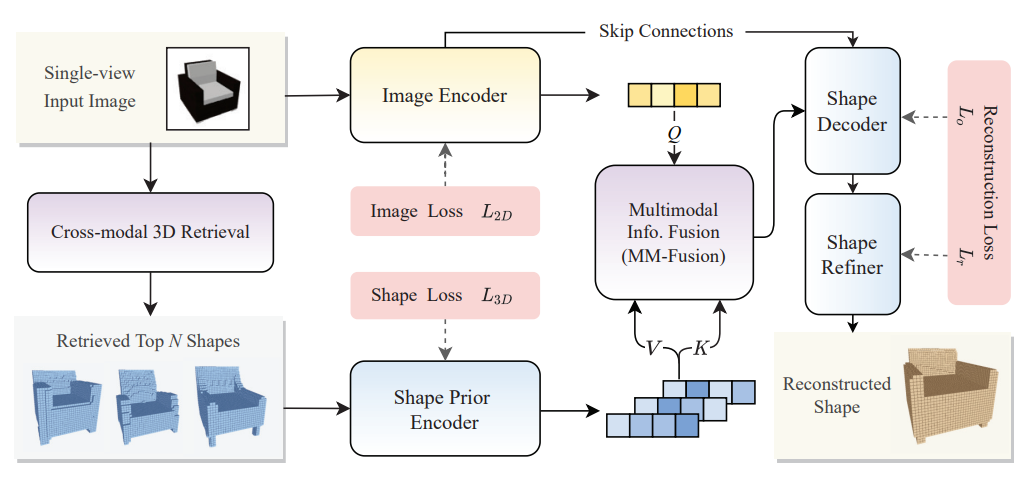 Single-view
Input Image
Image Encoder
Skip Connections
Shape
Decoder
Reconstruction Loss
L_o
L_r
Q
Cross-modal 3D Retrieval
Image Loss L_{2D}
Multimodal
Info. Fusion
(MM-Fusion)
Shape
Refiner
Shape Loss L_{3D}
Retrieved Top N Shapes
V
K
Shape Prior
Encoder
Reconstructed
Shape